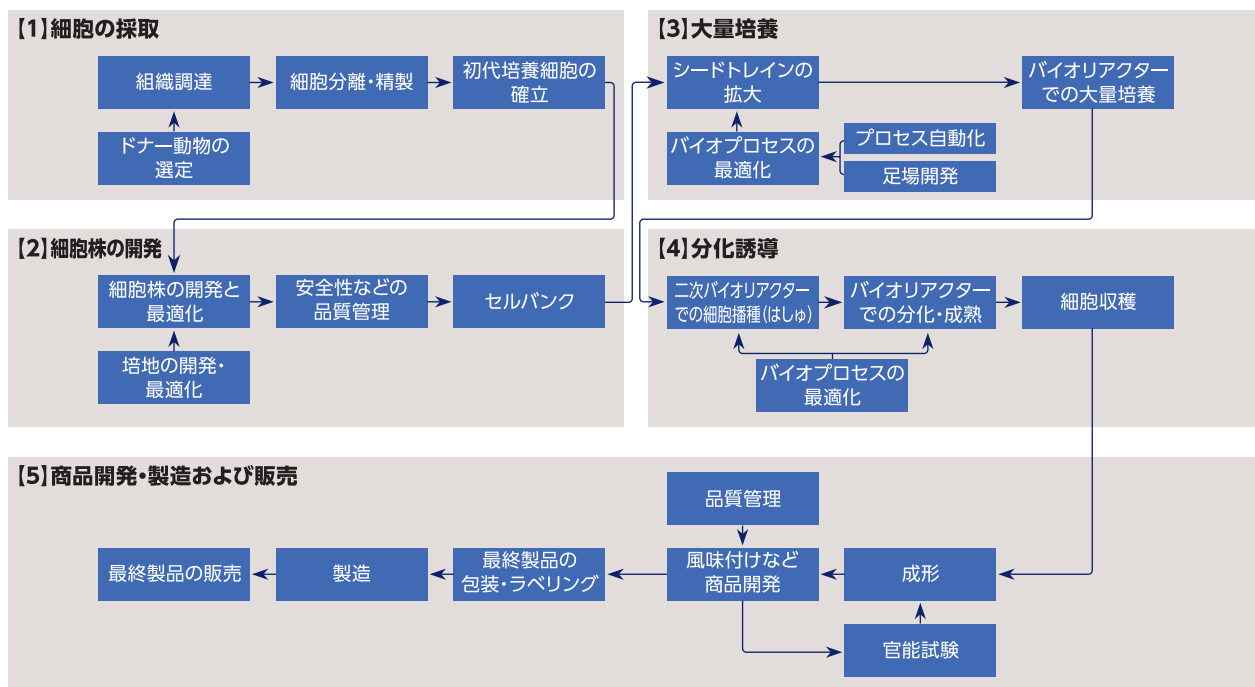 【1】細胞の採取
組織調達
細胞分離・精製
初代培養細胞の
確立
ドナー動物の
選定
【2】細胞株の開発
細胞株の開発と
最適化
安全性などの
品質管理
セルバンク
培地の開発・
最適化
【3】大量培養
シードトレインの
拡大
バイオリアクター
での大量培養
バイオプロセスの
最適化
プロセス自動化
足場開発
【4】分化誘導
二次バイオリアクター
での細胞播種(はしゅ)
バイオリアクター
での分化・成熟
細胞収穫
バイオプロセスの
最適化
【5】商品開発・製造および販売
品質管理
最終製品の販売
製造
最終製品の
包装・ラベリング
風味付けなど
商品開発
成形
官能試験